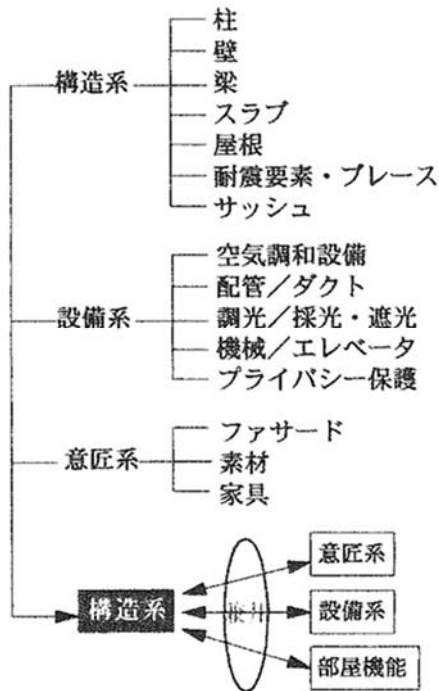 構造系
柱
壁
梁
スラブ
屋根
耐震要素・ブレース
サッシュ
設備系
空気調和設備
配管／ダクト
調光／採光・遮光
機械／エレベータ
プライバシー保護
意匠系
ファサード
素材
家具
構造系
意匠系
設備系
部屋機能